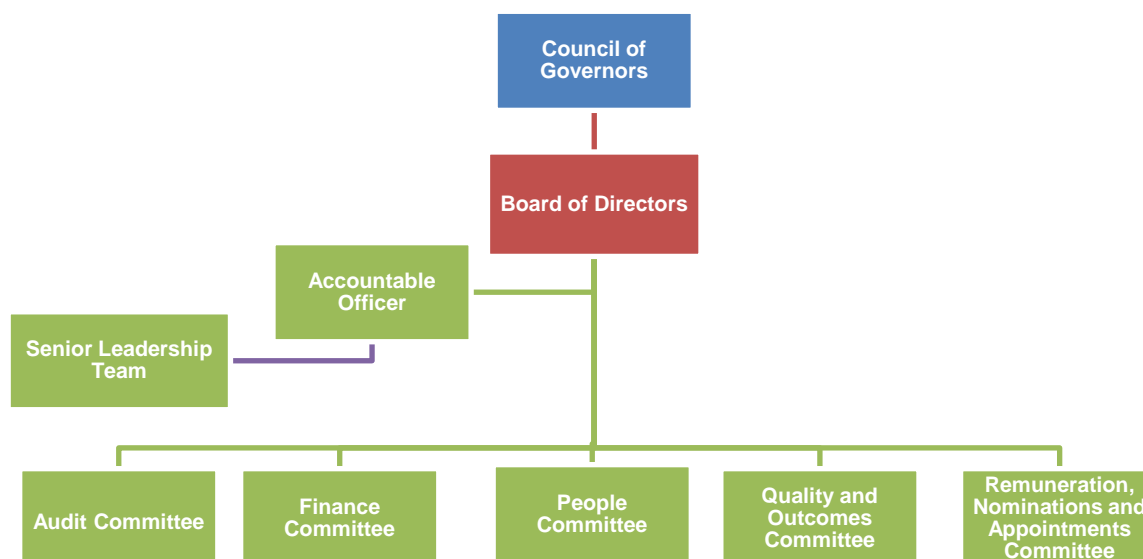 Council of
Governors
Board of Directors
Accountable
Officer
Senior Leadership
Team
Audit Committee
Finance
Committee
People
Committee
Quality and
Outcomes
Committee
Remuneration,
Nominations and
Appointments
Committee